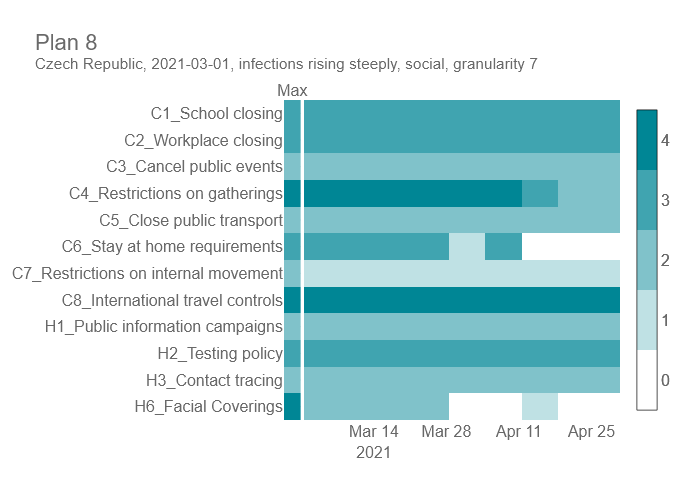 Plan 8
Czech Republic, 2021-03-01, infections rising steeply, social, granularity 7
Max
C1_School closing
C2_Workplace closing
C3_Cancel public events
C4_Restrictions on gatherings
C5_Close public transport
C6_Stay at home requirements
C7_Restrictions on internal movement
C8_International travel controls
H1_Public information campaigns
H2_Testing policy
H3_Contact tracing
H6_Facial Coverings
Mar 14 Mar 28 Apr 11 Apr 25
2021
4
3
2
1
0